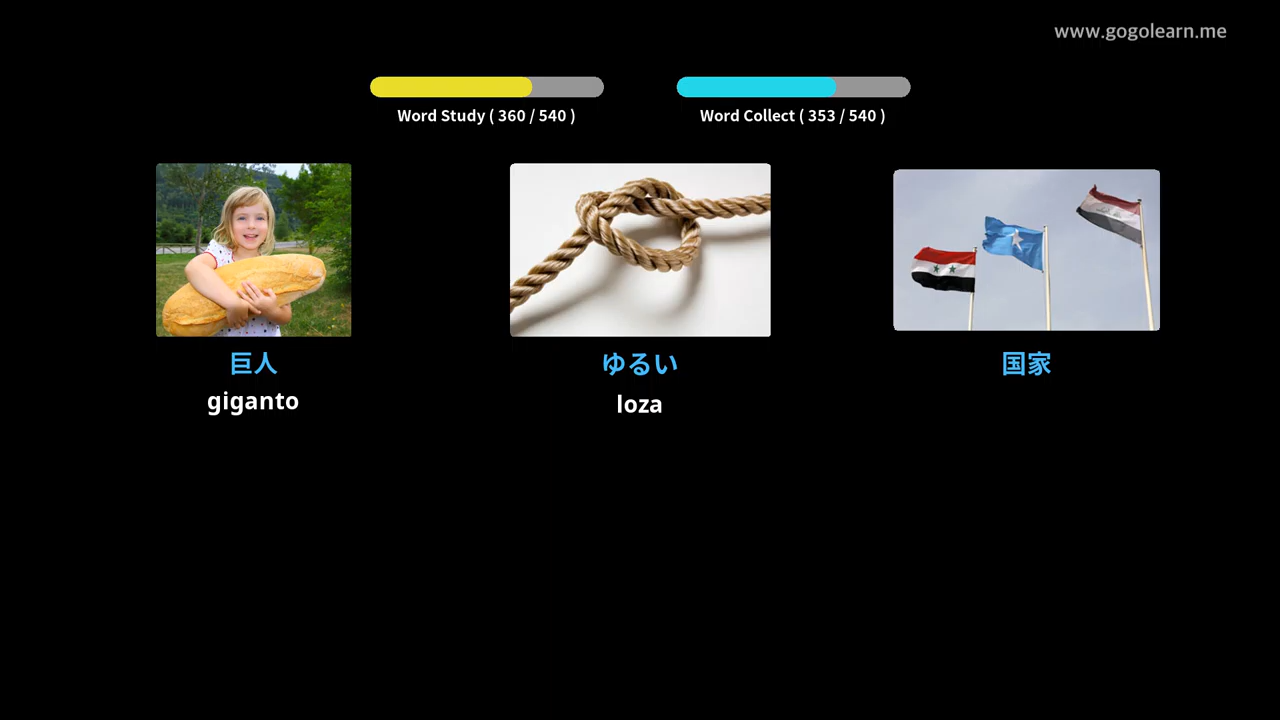 www.gogolearn.me
Word Study ( 360 / 540 )
Word Collect ( 353 / 540 )
巨人
ゆるい
国家
giganto
loza